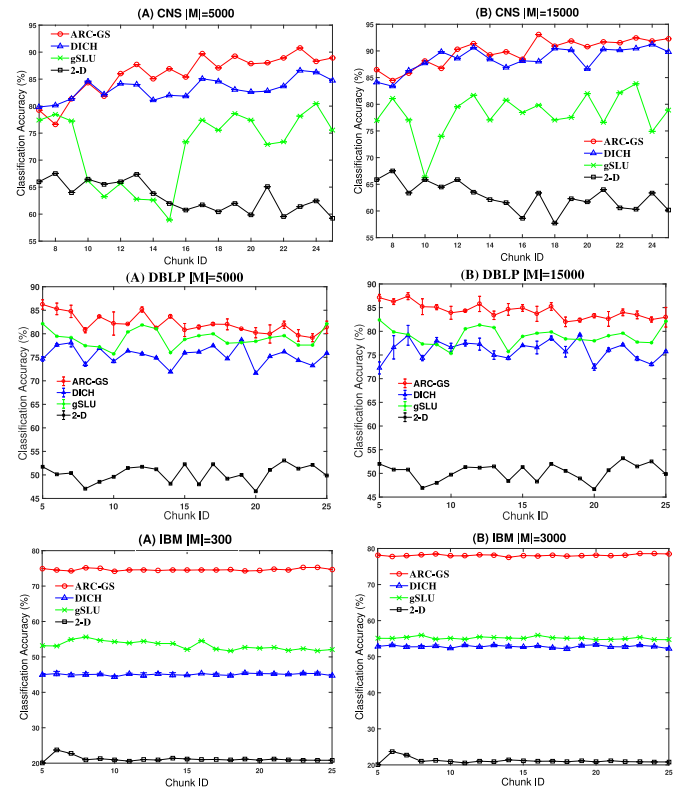 (A) CNS |M|=5000
95
90
85
80
75
70
65
60
55
Classification Accuracy (%)
ARC-GS
DICH
gSLU
2-D
8 10 12 14 16 18 20 22 24
Chunk ID
(B) CNS |M|=15000
95
90
85
80
75
70
65
60
55
Classification Accuracy (%)
ARC-GS
DICH
gSLU
2-D
8 10 12 14 16 18 20 22 24
Chunk ID
(A) DBLP |M|=5000
90
85
80
75
70
65
60
55
50
45
Classification Accuracy (%)
ARC-GS
DICH
gSLU
2-D
5 10 15 20 25
Chunk ID
(B) DBLP |M|=15000
90
85
80
75
70
65
60
55
50
45
Classification Accuracy (%)
ARC-GS
DICH
gSLU
2-D
5 10 15 20 25
Chunk ID
(A) IBM |M|=300
80
70
60
50
40
30
20
Classification Accuracy (%)
ARC-GS
DICH
gSLU
2-D
5 10 15 20 25
Chunk ID
(B) IBM |M|=3000
80
70
60
50
40
30
20
Classification Accuracy (%)
ARC-GS
DICH
gSLU
2-D
5 10 15 20 25
Chunk ID